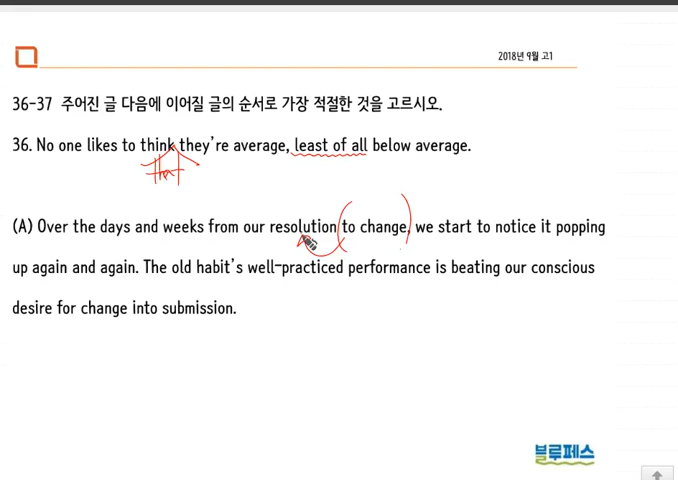 2018년 9월 고1
36-37 주어진 글 다음에 이어질 글의 순서로 가장 적절한 것을 고르시오.
36. No one likes to think they're average, least of all below average.
that
(A) Over the days and weeks from our resolution (to change,) we start to notice it popping
up again and again. The old habit's well-practiced performance is beating our conscious
desire for change into submission.
블루페스